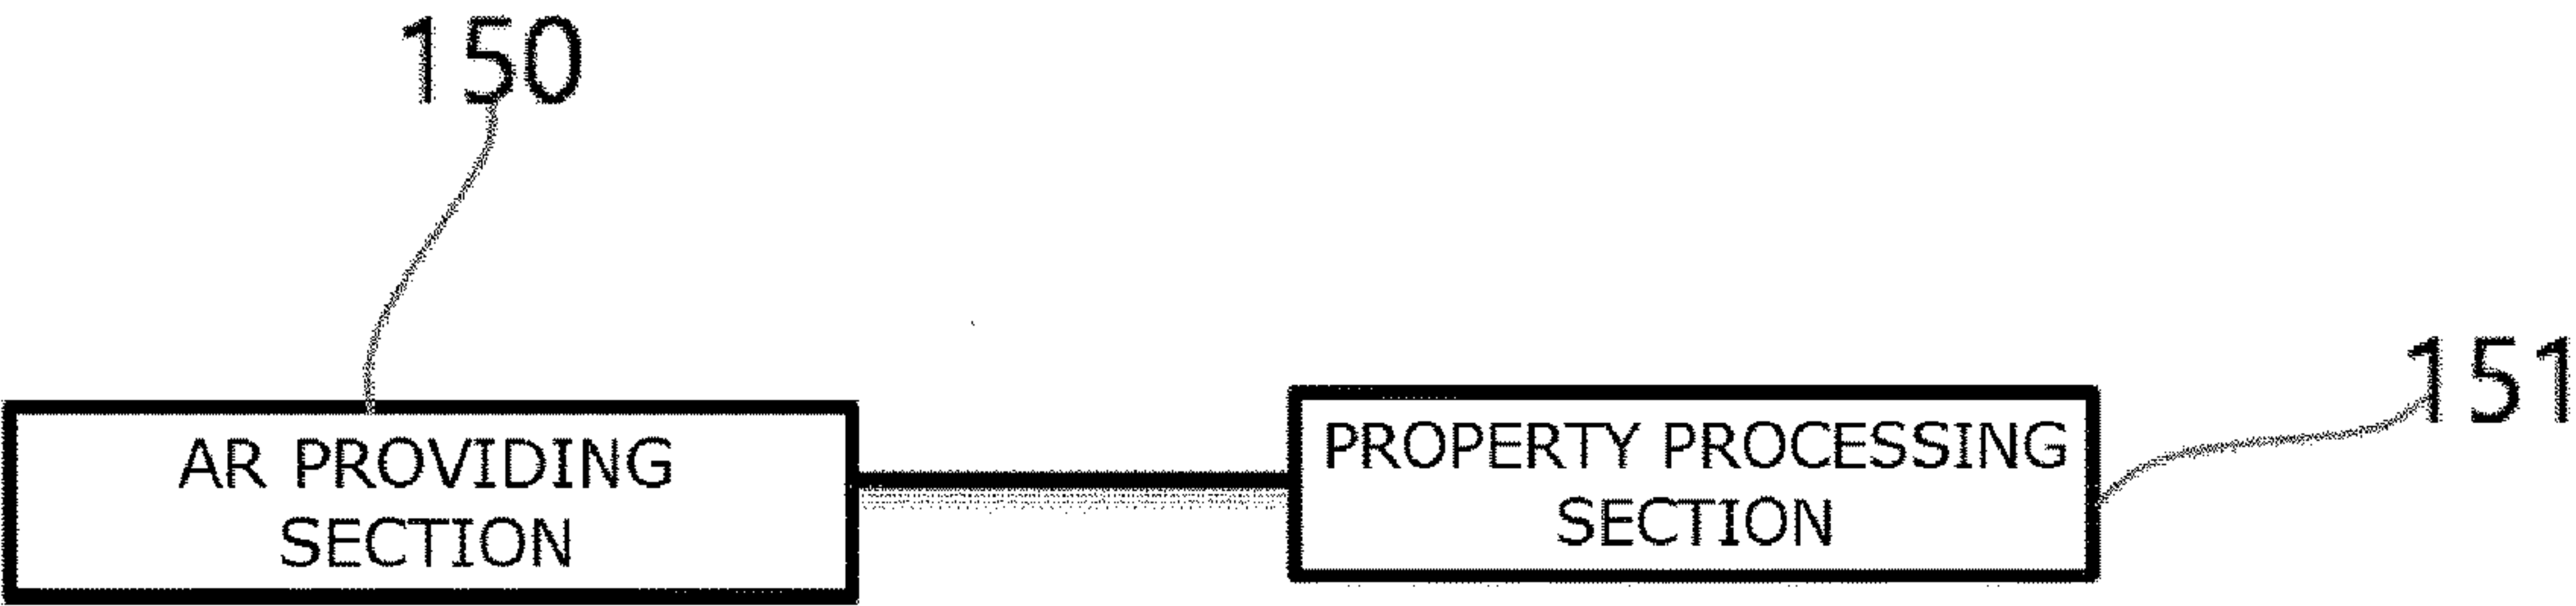 150
151
AR PROVIDING
SECTION
PROPERTY PROCESSING
SECTION